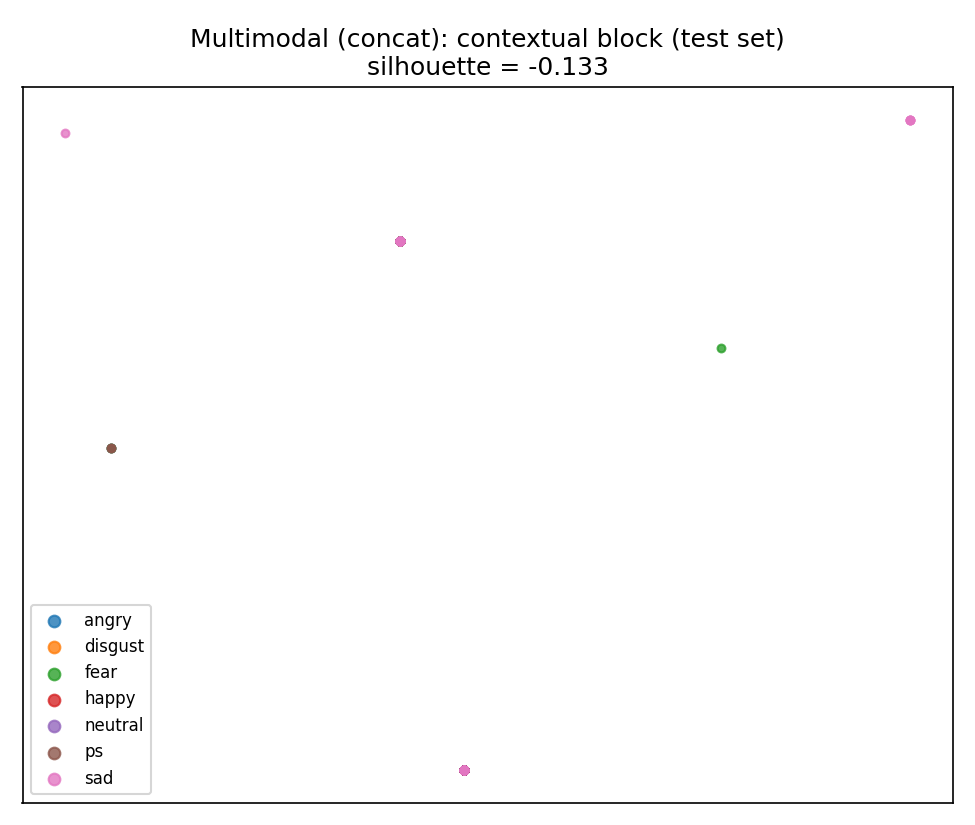 Multimodal (concat): contextual block (test set)
silhouette = -0.133
angry
disgust
fear
happy
neutral
ps
sad